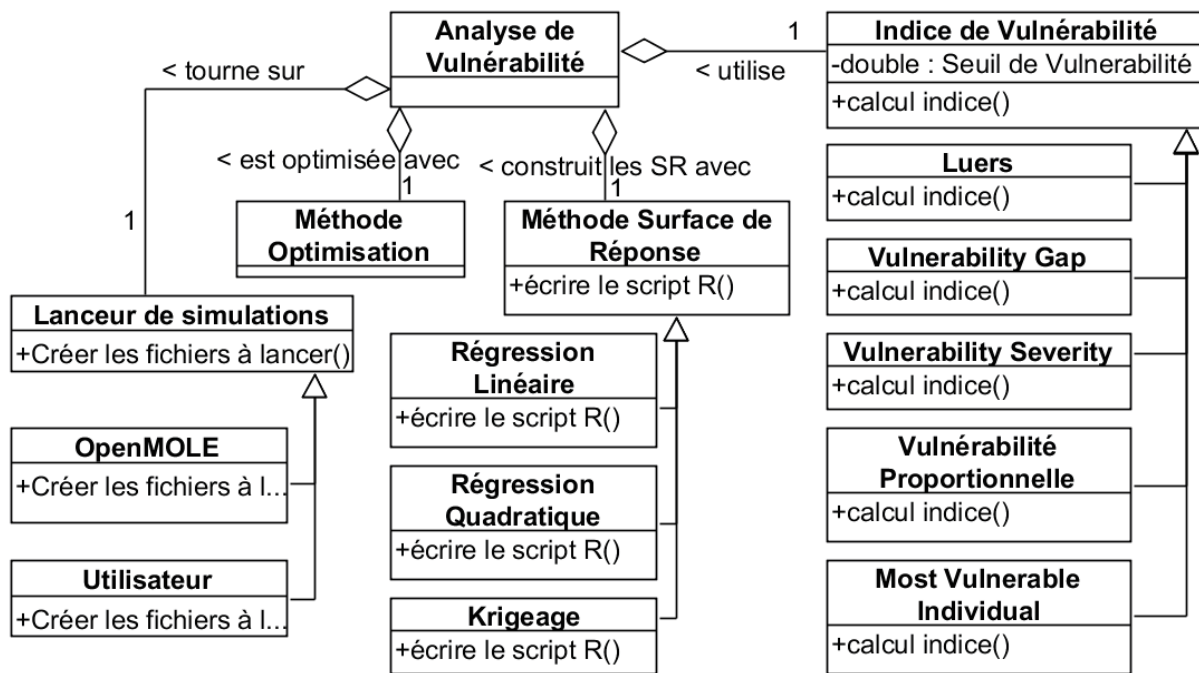 Analyse de
Vulnérabilité
1
< utilise
Indice de Vulnérabilité
-double : Seuil de Vulnerabilité
+calcul indice()
< tourne sur
1
< est optimisée avec
1
< construit les SR avec
1
Méthode
Optimisation
Méthode Surface de
Réponse
+écrire le script R()
Lanceur de simulations
+Créer les fichiers à lancer()
OpenMOLE
+Créer les fichiers à l...
Utilisateur
+Créer les fichiers à l...
Régression
Linéaire
+écrire le script R()
Régression
Quadratique
+écrire le script R()
Krigeage
+écrire le script R()
Luers
+calcul indice()
Vulnerability Gap
+calcul indice()
Vulnerability Severity
+calcul indice()
Vulnérabilité
Proportionnelle
+calcul indice()
Most Vulnerable
Individual
+calcul indice()